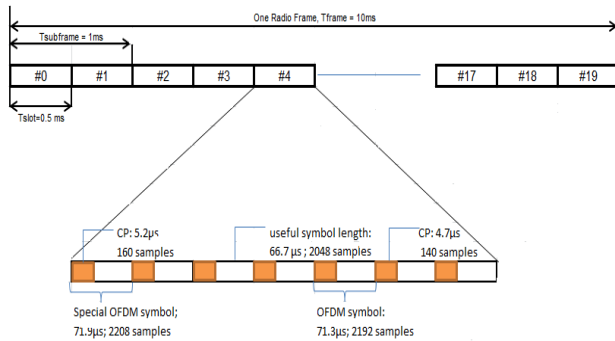 One Radio Frame, Tframe = 10ms
Tsubframe = 1ms
#0 #1 #2 #3 #4 #17 #18 #19
Tslot=0.5 ms
CP: 5.2µs
160 samples
useful symbol length:
66.7 µs ; 2048 samples
CP: 4.7µs
140 samples
Special OFDM symbol;
71.9µs; 2208 samples
OFDM symbol:
71.3µs; 2192 samples